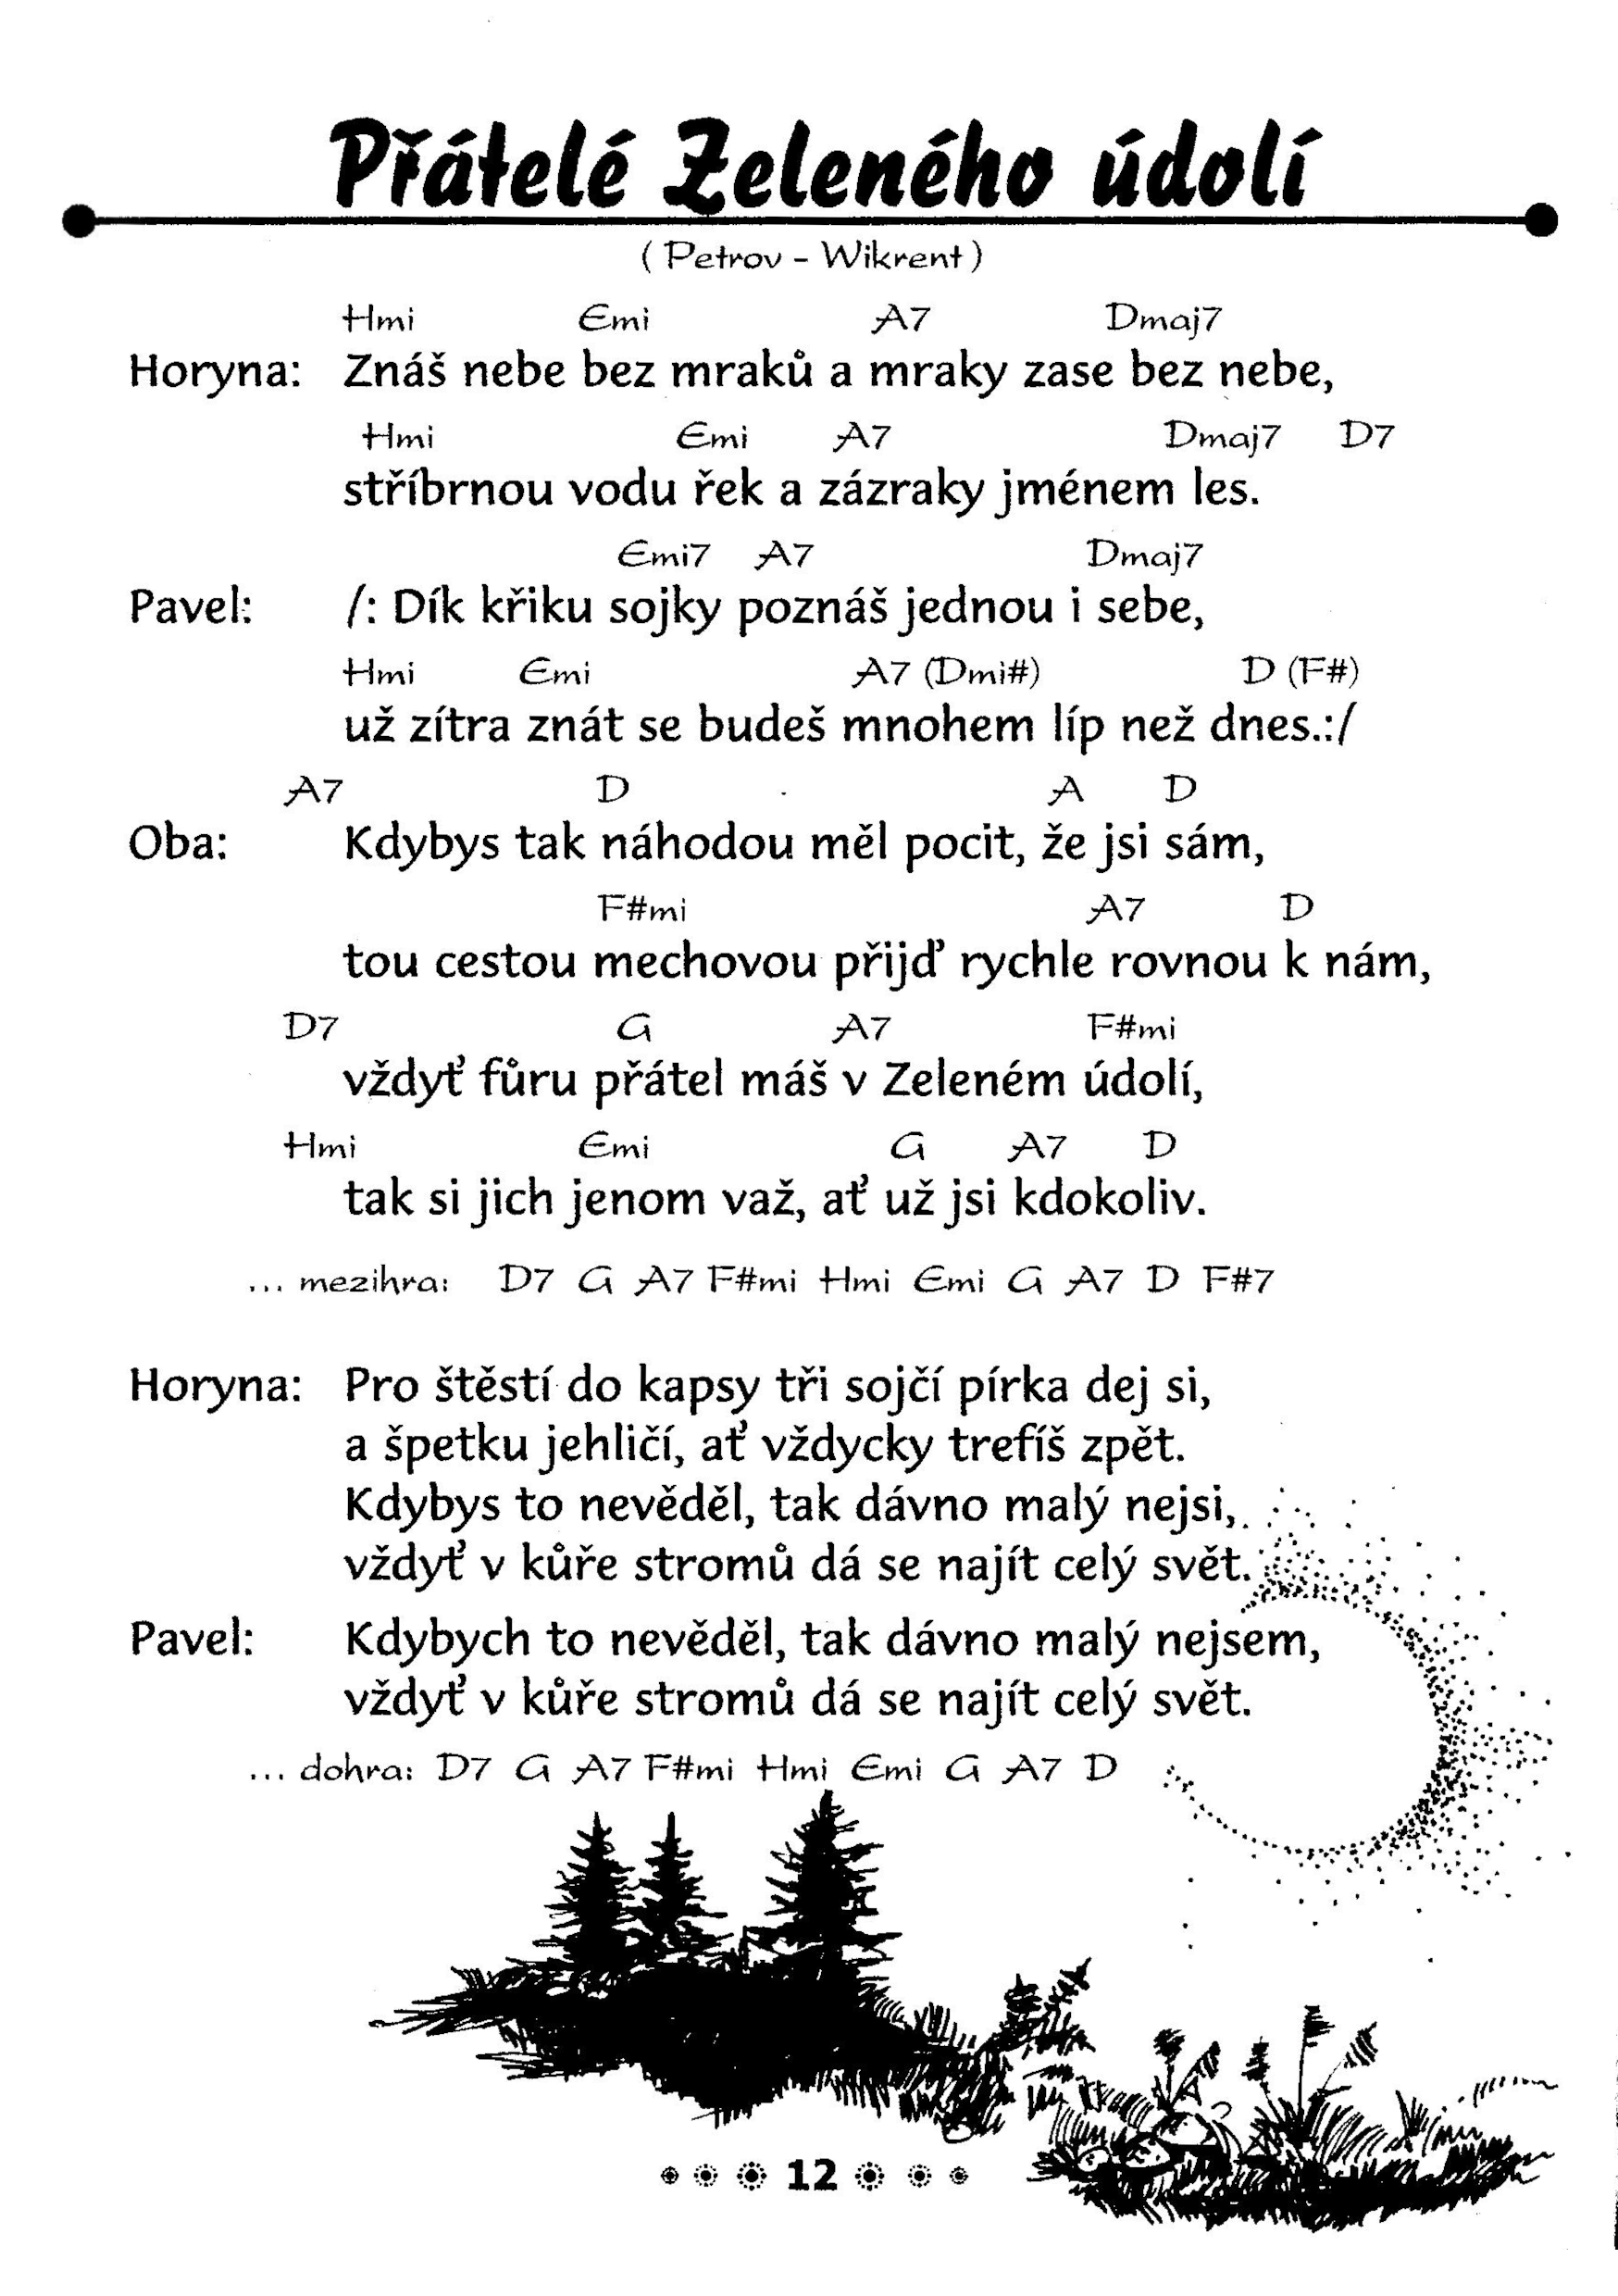 Přátelé Zeleného údolí
( Petrov - Wikrent )
Hmi Emi A7 Dmaj7
Horyna: Znáš nebe bez mraků a mraky zase bez nebe,
Hmi Emi A7 Dmaj7 D7
stříbrnou vodu řek a zázraky jménem les.
Emi7 A7 Dmaj7
Pavel: /: Dík křiku sojky poznáš jednou i sebe,
Hmi Emi A7 (Dmi#) D (F#)
už zítra znát se budeš mnohem líp než dnes.:/
A7 D A D
Oba: Kdybys tak náhodou měl pocit, že jsi sám,
F#mi A7 D
tou cestou mechovou přijď rychle rovnou k nám,
D7 G A7 F#mi
vždyť fůru přátel máš v Zeleném údolí,
Hmi Emi G A7 D
tak si jich jenom važ, ať už jsi kdokoliv.
... mezihra: D7 G A7 F#mi Hmi Emi G A7 D F#7
Horyna: Pro štěstí do kapsy tři sojčí pírka dej si,
a špetku jehličí, ať vždycky trefíš zpět.
Kdybys to nevěděl, tak dávno malý nejsi,
vždyť v kůře stromů dá se najít celý svět.
Pavel: Kdybych to nevěděl, tak dávno malý nejsem,
vždyť v kůře stromů dá se najít celý svět.
... dohra: D7 G A7 F#mi Hmi Emi G A7 D
12